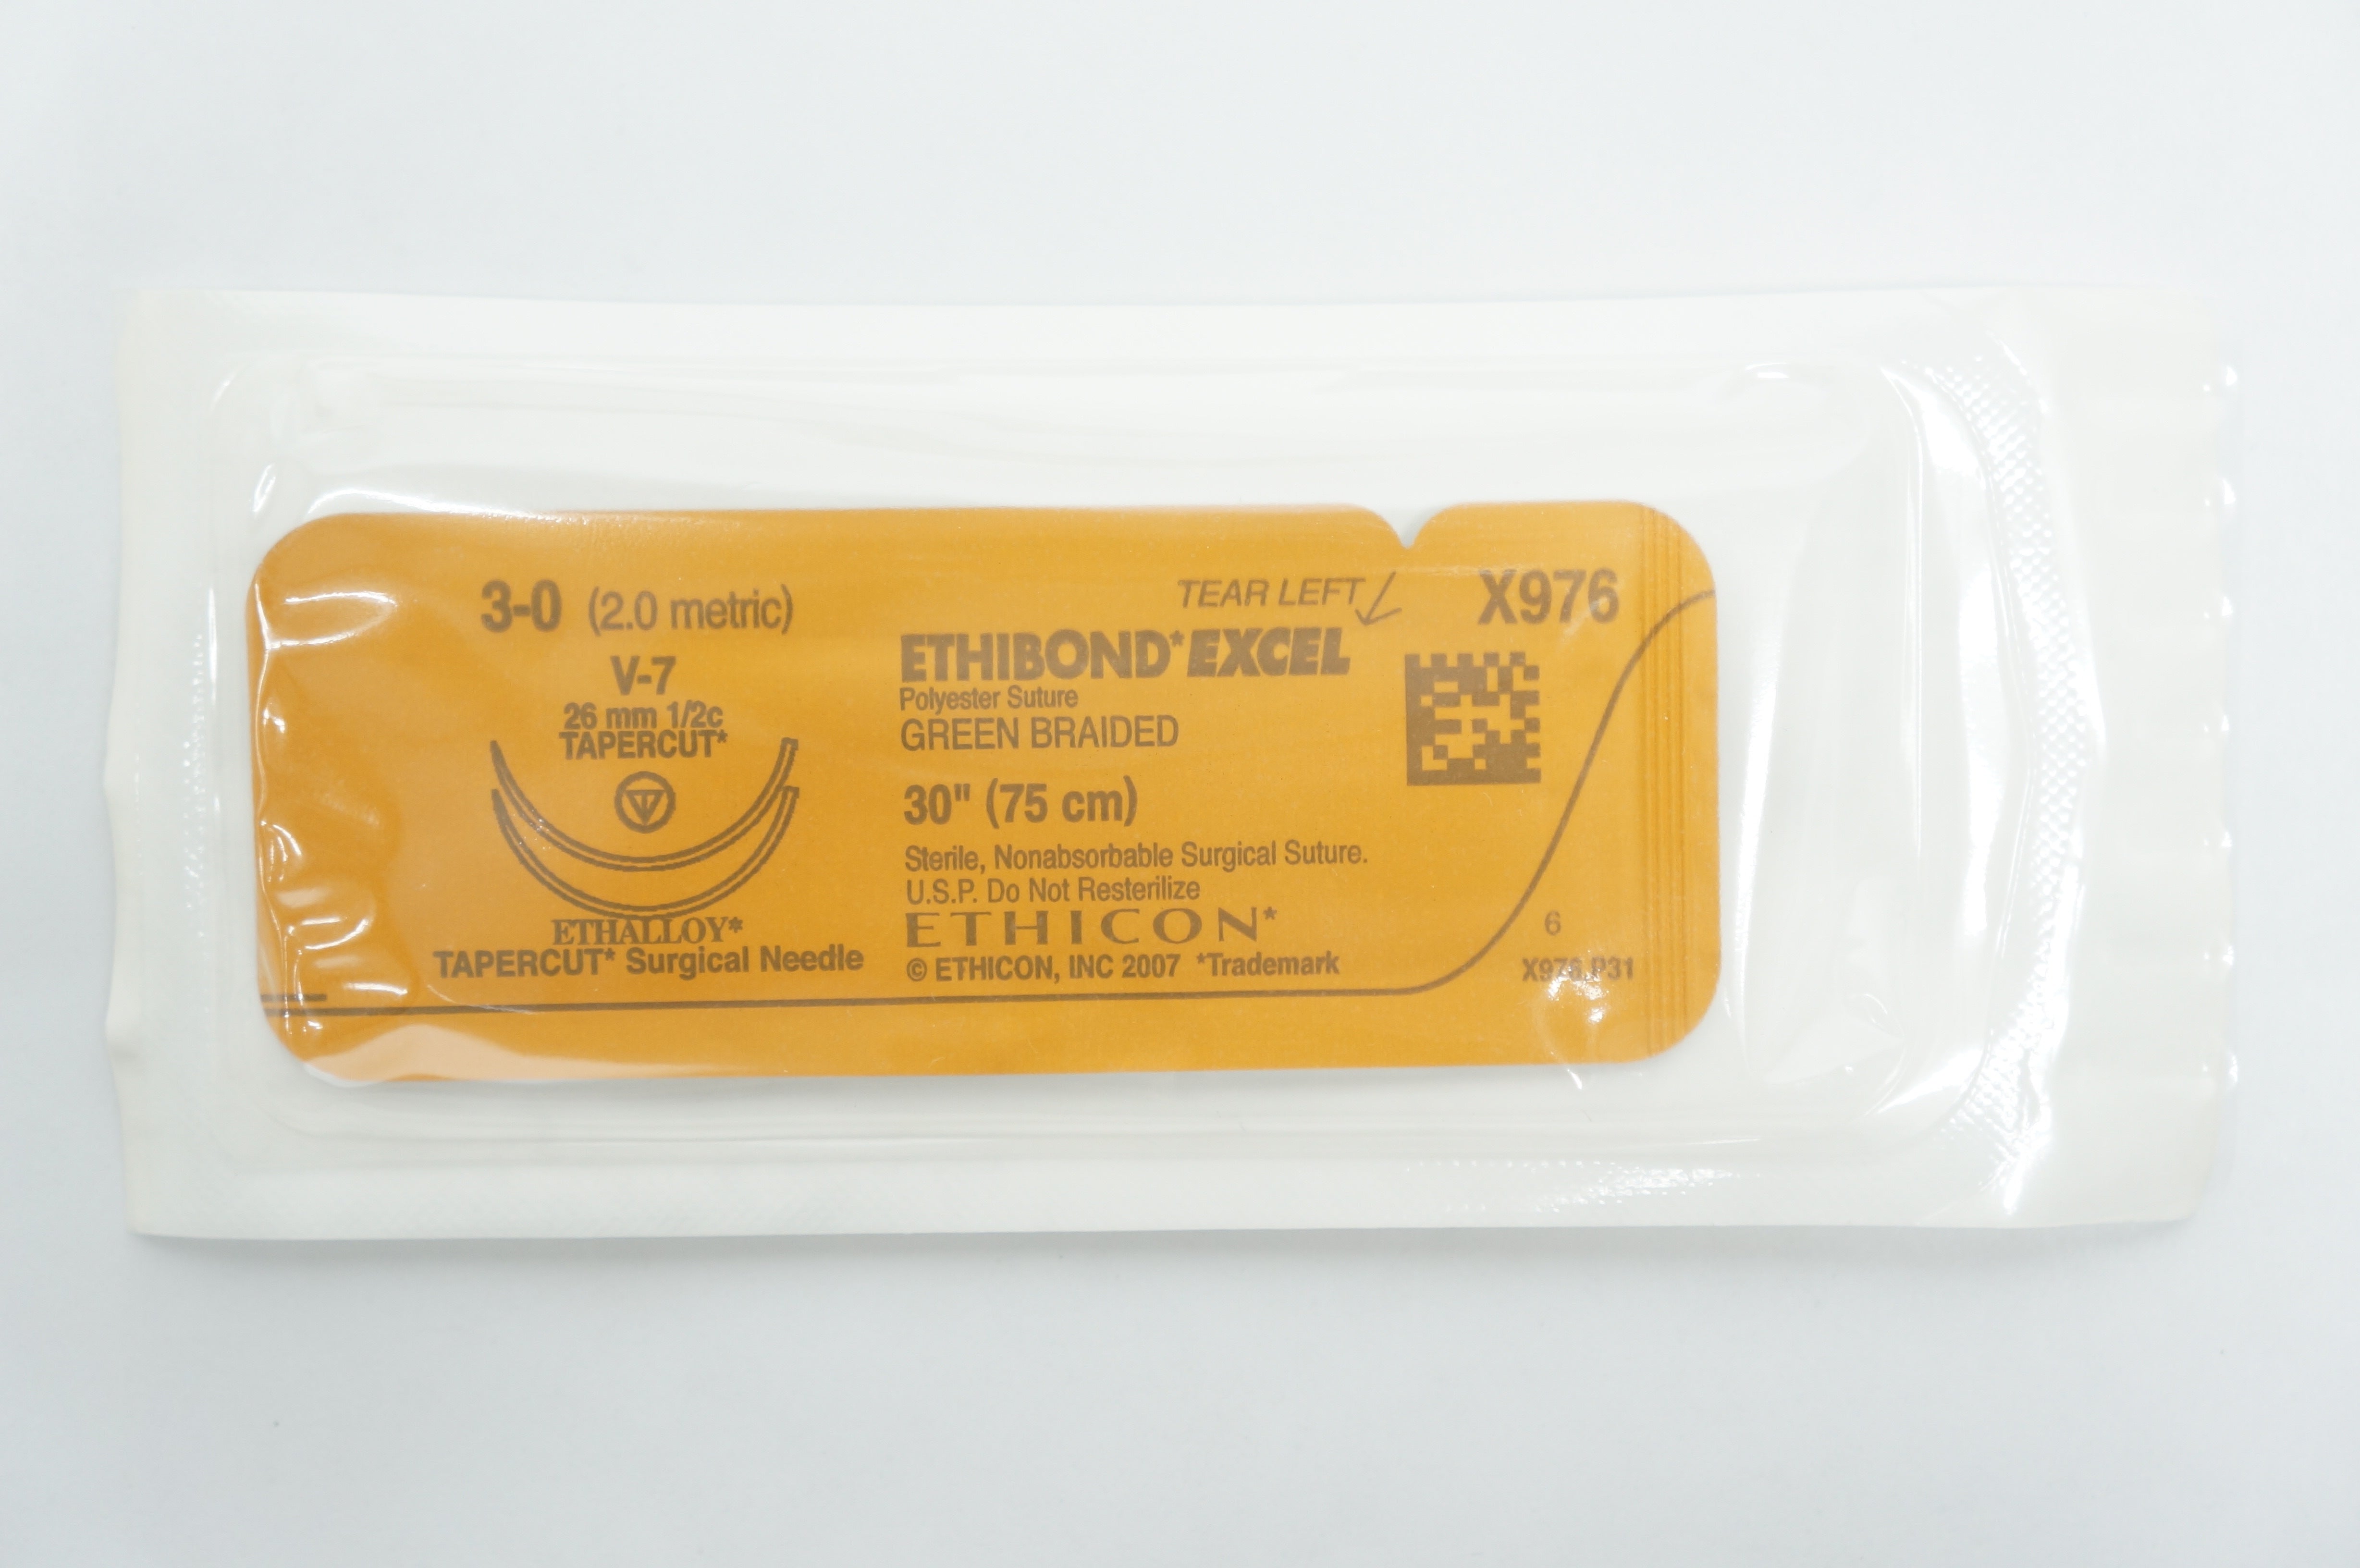 3-0 (2.0 metric)
V-7
26 mm 1/2c
TAPERCUT*
ETHALLOY*
TAPERCUT* Surgical Needle
TEAR LEFT
ETHIBOND*EXCEL
Polyester Suture
GREEN BRAIDED
30" (75 cm)
Sterile, Nonabsorbable Surgical Suture.
U.S.P. Do Not Resterilize
ETHICON*
© ETHICON, INC 2007 *Trademark
X976
6
X976.P31